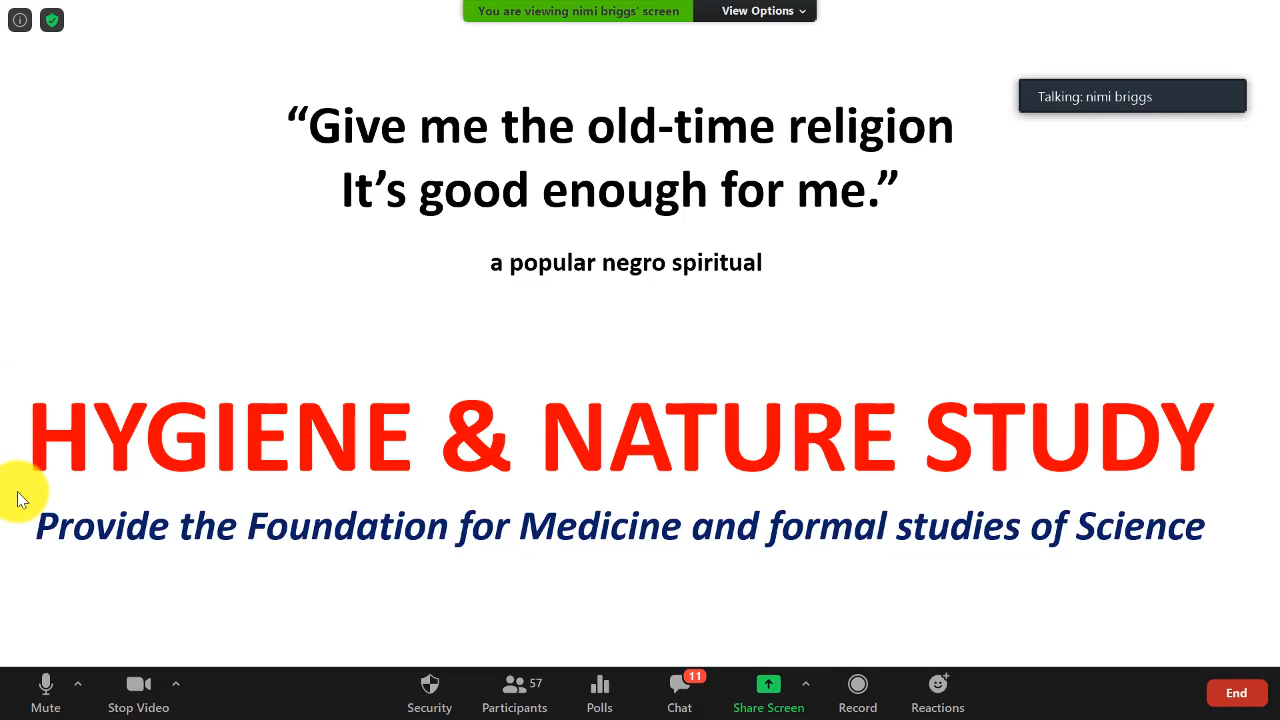 You are viewing nimi briggs' screen View Options
Talking: nimi briggs
“Give me the old-time religion
It’s good enough for me.”
a popular negro spiritual
HYGIENE & NATURE STUDY
Provide the Foundation for Medicine and formal studies of Science
57 11
Mute Stop Video Security Participants Polls Chat Share Screen Record Reactions End